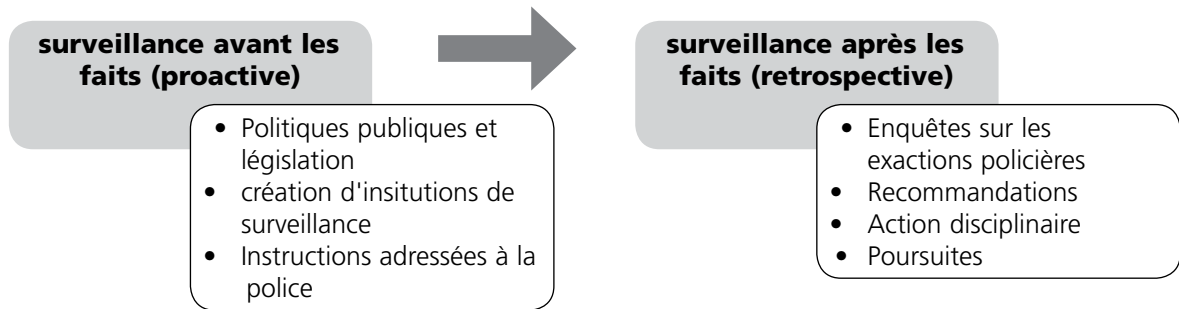 surveillance avant les
faits (proactive)
• Politiques publiques et
législation
• création d'insitutions de
surveillance
• Instructions adressées à la
police
surveillance après les
faits (retrospective)
• Enquêtes sur les
exactions policières
• Recommandations
• Action disciplinaire
• Poursuites